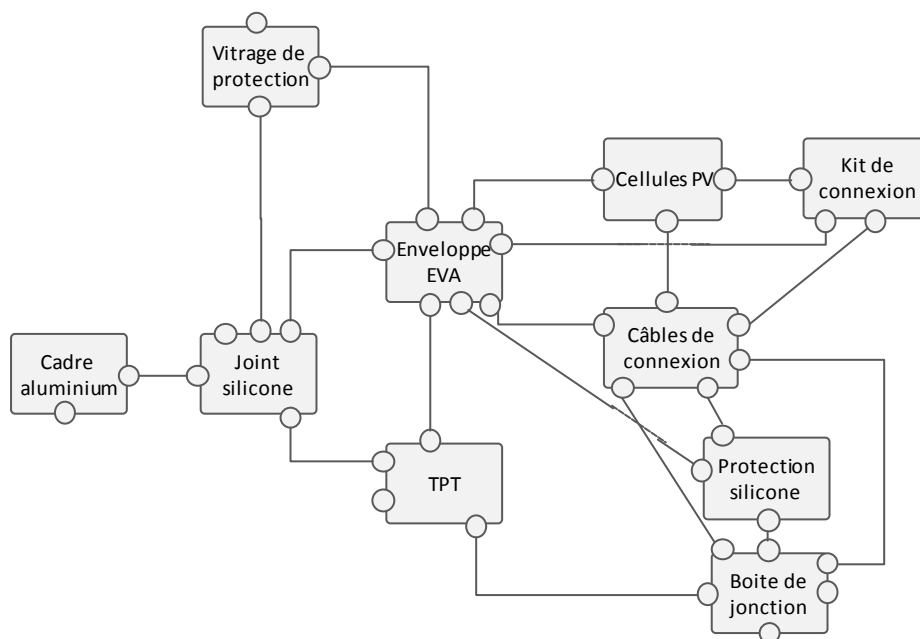 Vitrage de
protection
Cellules PV
Kit de
connexion
Enveloppe
EVA
Câbles de
connexion
Cadre
aluminium
Joint
silicone
TPT
Protection
silicone
Boite de
jonction